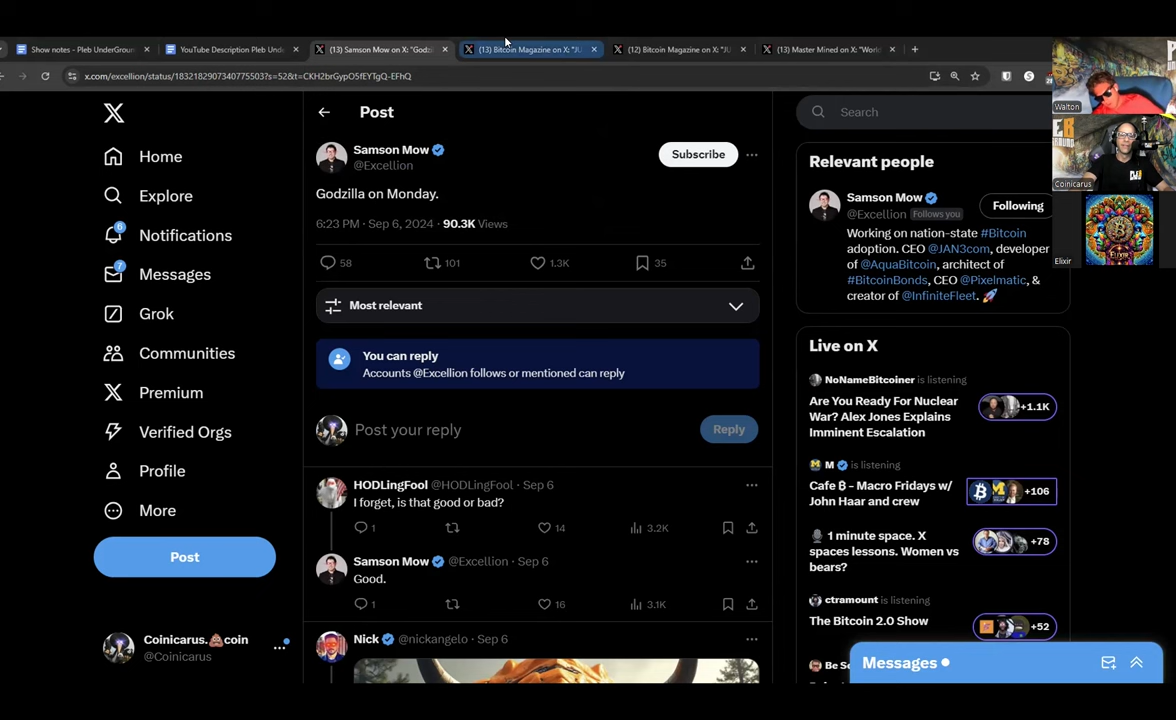 Show notes - Pleb UnderGroun
YouTube Description Pleb Und
(13) Samson Mow on X: "Godzi
(13) Bitcoin Magazine on X: "JU
(12) Bitcoin Magazine on X: "JU
(13) Master Mined on X: "World
x.com/excellion/status/1832182907340775503?s=52&t=CKH2brGypO5fEYTgQ-EFhQ
Home
Explore
6
Notifications
7
Messages
Grok
Communities
Premium
Verified Orgs
Profile
More
Post
Coinicarus.💩coin
@Coinicarus
Post
Samson Mow
@Excellion
Subscribe
Godzilla on Monday.
6:23 PM · Sep 6, 2024 · 90.3K Views
58 101 1.3K 35
Most relevant
You can reply
Accounts @Excellion follows or mentioned can reply
Post your reply
Reply
HODLingFool @HODLingFool · Sep 6
I forget, is that good or bad?
1 14 3.2K
Samson Mow @Excellion · Sep 6
Good.
1 16 3.1K
Nick @nickangelo · Sep 6
Search
Relevant people
Samson Mow
@Excellion Follows you
Following
Working on nation-state #Bitcoin
adoption. CEO @JAN3com, developer
of @AquaBitcoin, architect of
#BitcoinBonds, CEO @Pixelmatic, &
creator of @InfiniteFleet. 🚀
Live on X
NoNameBitcoiner is listening
Are You Ready For Nuclear
War? Alex Jones Explains
Imminent Escalation
+1.1K
M is listening
Cafe ₿ - Macro Fridays w/
John Haar and crew
+106
🎙️ 1 minute space. X
spaces lessons. Women vs
bears?
+78
ctramount is listening
The Bitcoin 2.0 Show
+52
Messages
Walton
Coinicarus
ELIXIR
Elixir